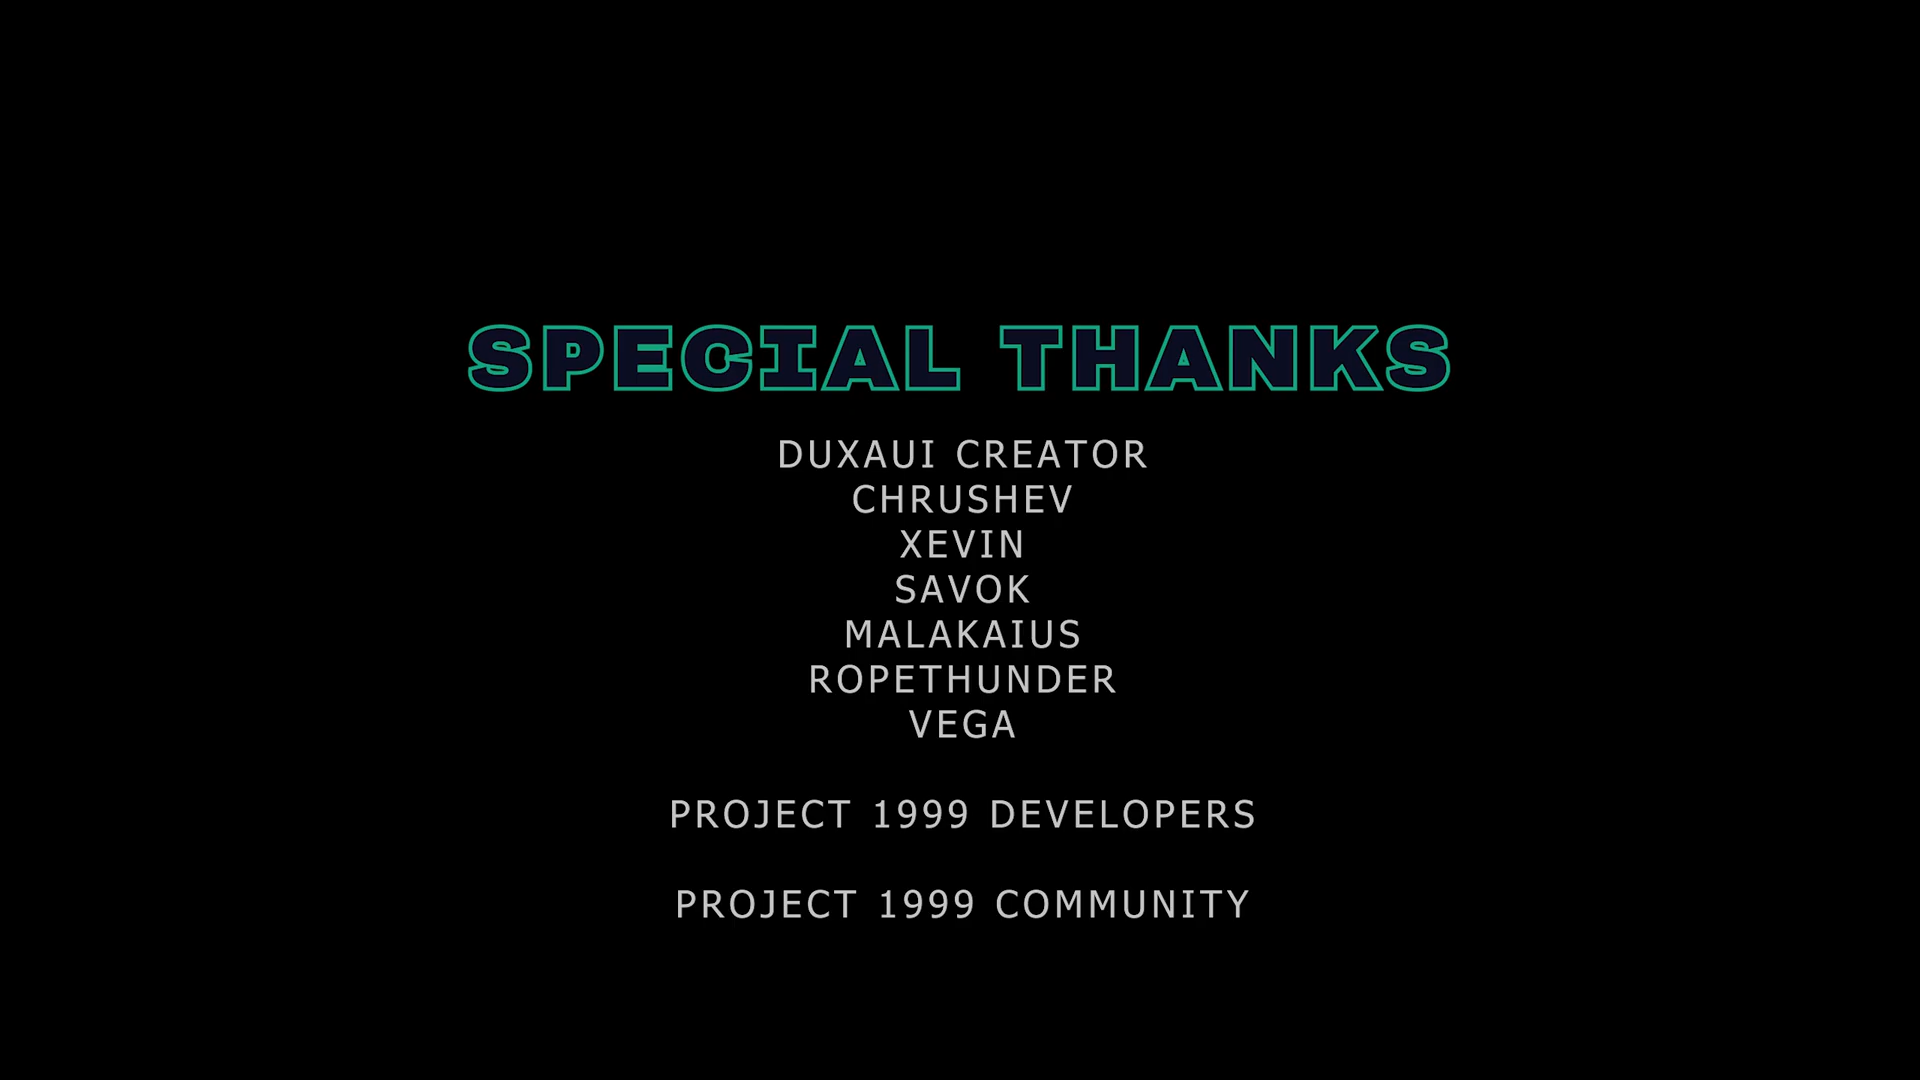 SPECIAL THANKS
DUXAUI CREATOR
CHRUSHEV
XEVIN
SAVOK
MALAKAIUS
ROPETHUNDER
VEGA
PROJECT 1999 DEVELOPERS
PROJECT 1999 COMMUNITY